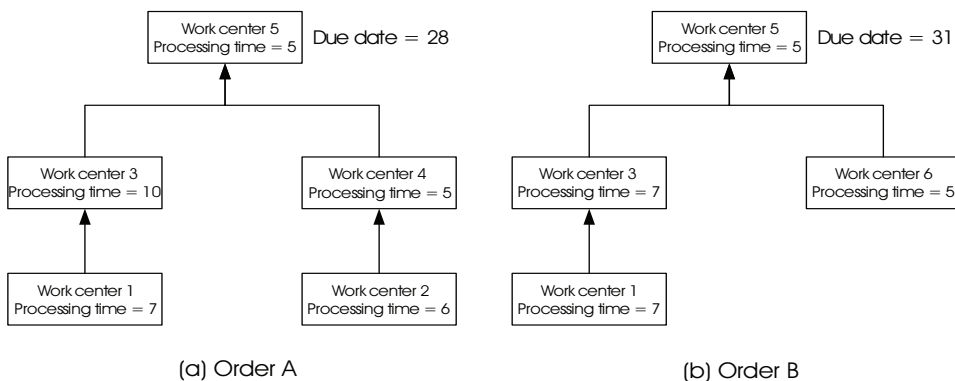 Work center 5
Processing time = 5
Due date = 28
Work center 3
Processing time = 10
Work center 4
Processing time = 5
Work center 1
Processing time = 7
Work center 2
Processing time = 6
(a) Order A
Work center 5
Processing time = 5
Due date = 31
Work center 3
Processing time = 7
Work center 6
Processing time = 5
Work center 1
Processing time = 7
(b) Order B